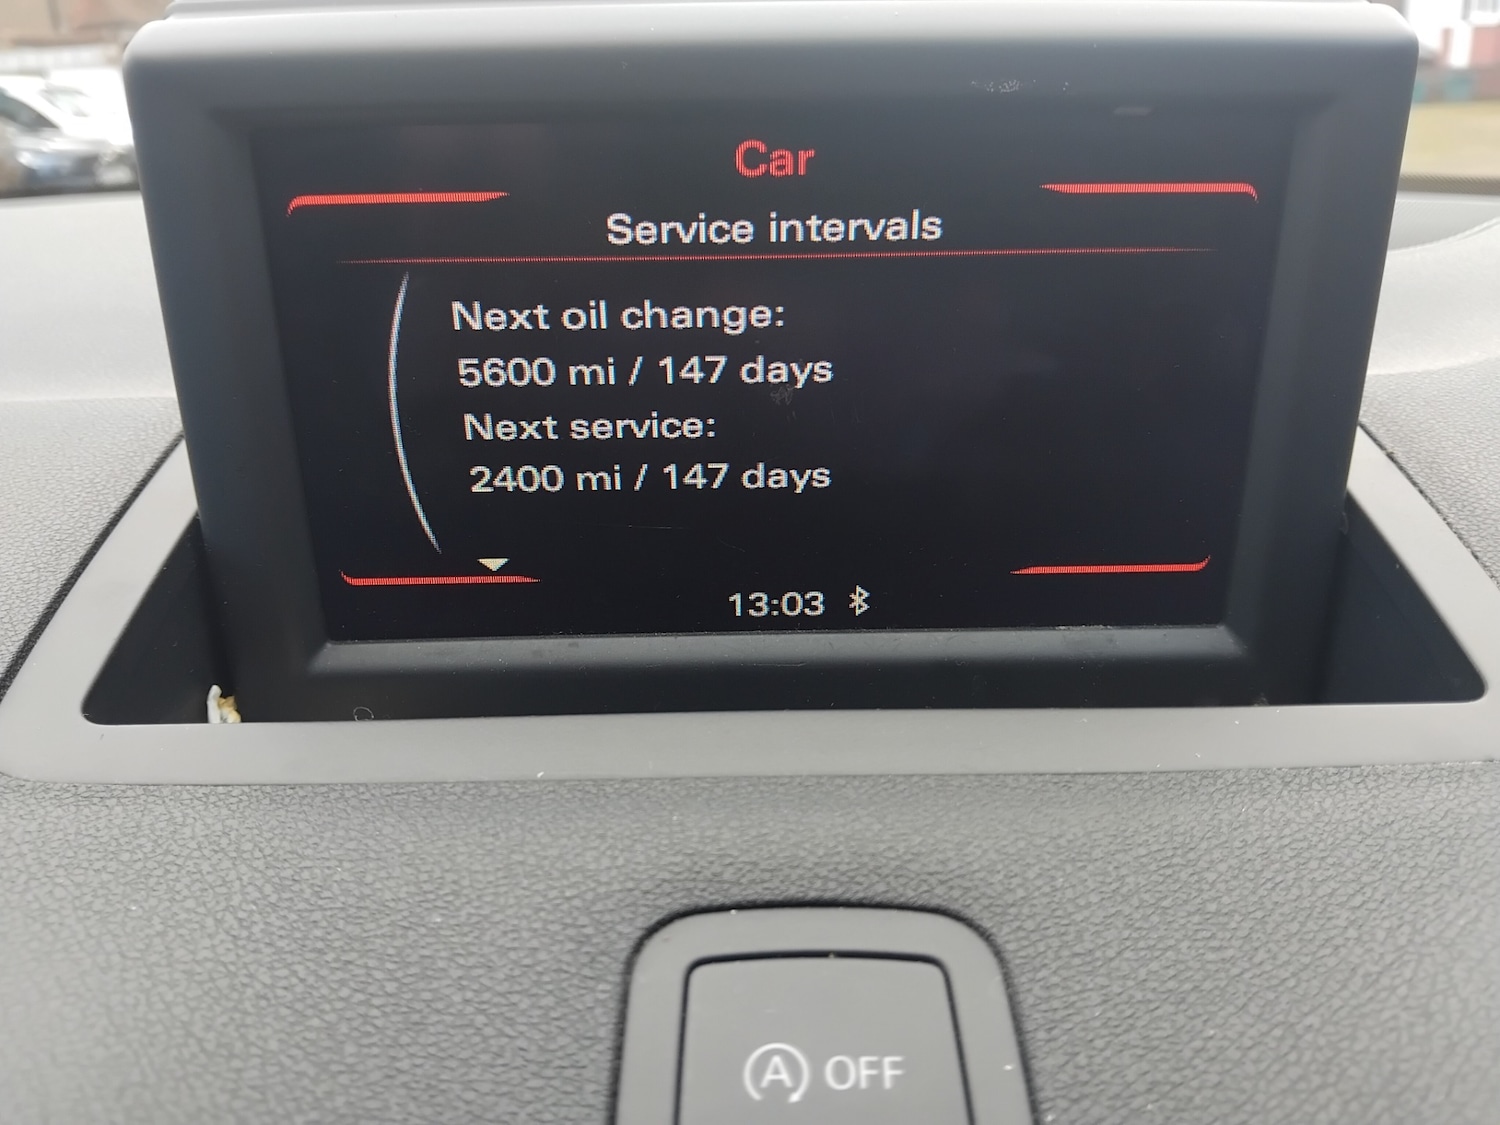 Car
Service intervals
Next oil change:
5600 mi / 147 days
Next service:
2400 mi / 147 days
13:03
A OFF